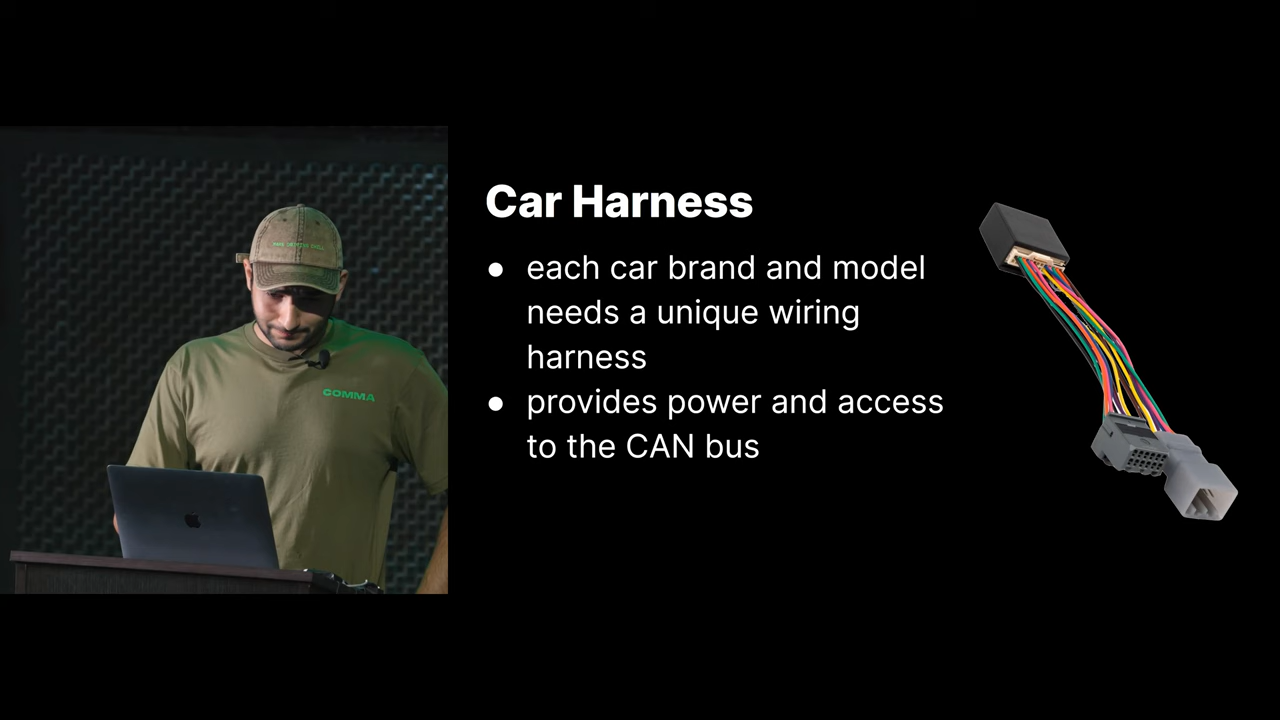 COMMA
Car Harness
● each car brand and model
needs a unique wiring
harness
● provides power and access
to the CAN bus